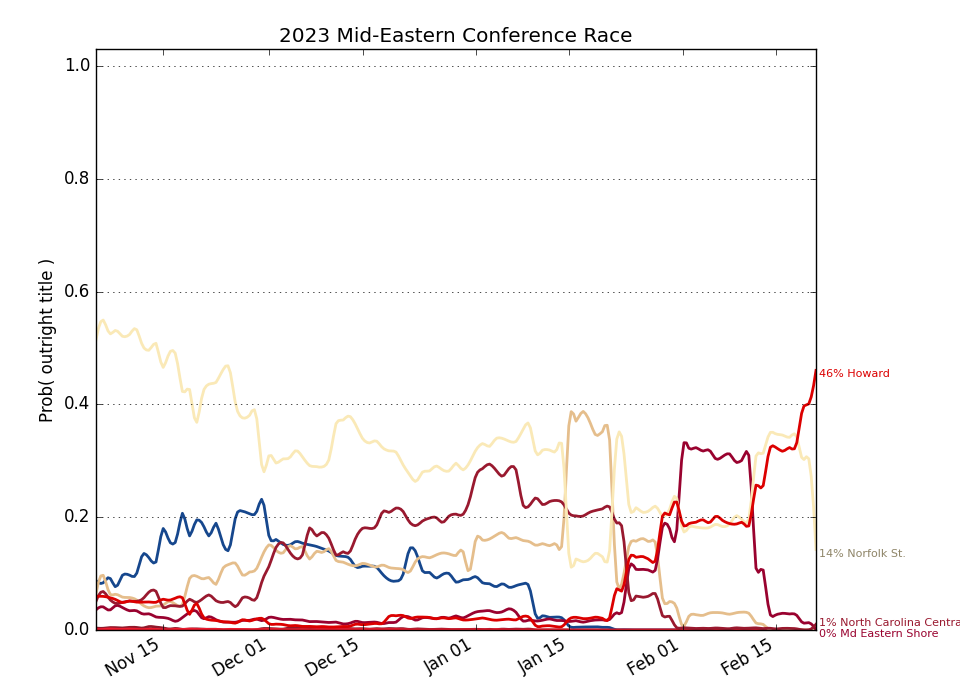 2023 Mid-Eastern Conference Race
Prob( outright title )
1.0
0.8
0.6
0.4
0.2
0.0
Nov 15
Dec 01
Dec 15
Jan 01
Jan 15
Feb 01
Feb 15
46% Howard
14% Norfolk St.
1% North Carolina Centra
0% Md Eastern Shore